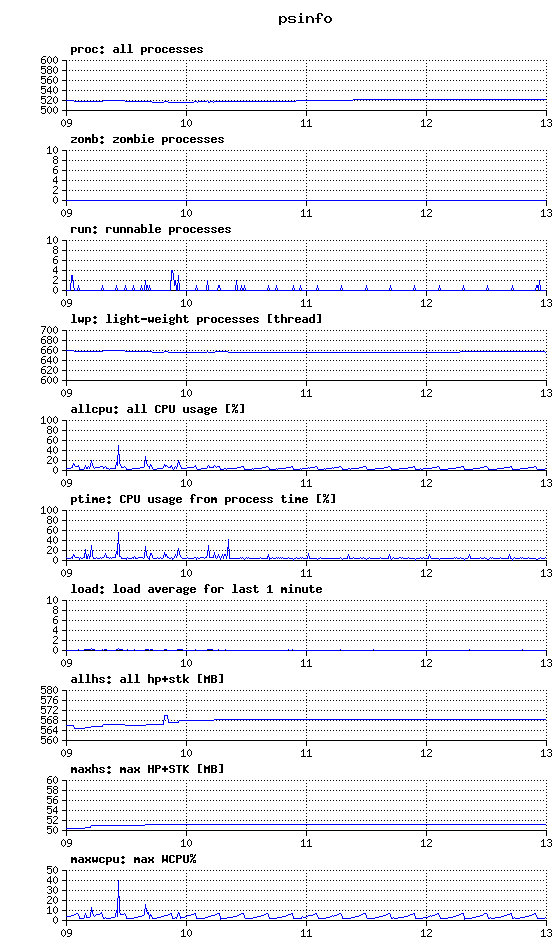 psinfo
proc: all processes
600
580
560
540
520
500
09 10 11 12 13
zomb: zombie processes
10
8
6
4
2
0
09 10 11 12 13
run: runnable processes
10
8
6
4
2
0
09 10 11 12 13
lwp: light-weight processes [thread]
700
680
660
640
620
600
09 10 11 12 13
allcpu: all CPU usage [%]
100
80
60
40
20
0
09 10 11 12 13
ptime: CPU usage from process time [%]
100
80
60
40
20
0
09 10 11 12 13
load: load average for last 1 minute
10
8
6
4
2
0
09 10 11 12 13
allhs: all hp+stk [MB]
580
576
572
568
564
560
09 10 11 12 13
maxhs: max HP+STK [MB]
60
58
56
54
52
50
09 10 11 12 13
maxwcpu: max WCPU%
50
40
30
20
10
0
09 10 11 12 13